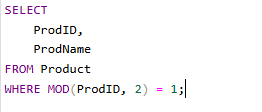 SELECT
    ProdID,
    ProdName
FROM Product
WHERE MOD(ProdID, 2) = 1;